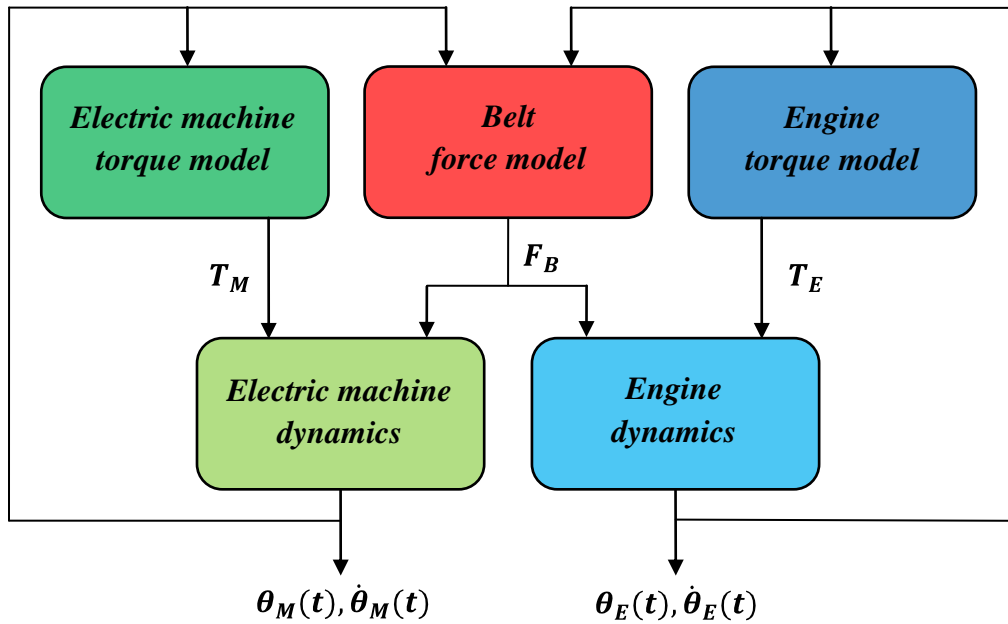 Electric machine
torque model
Belt
force model
Engine
torque model
T_M
F_B
T_E
Electric machine
dynamics
Engine
dynamics
θ_M(t), θ̇_M(t)
θ_E(t), θ̇_E(t)